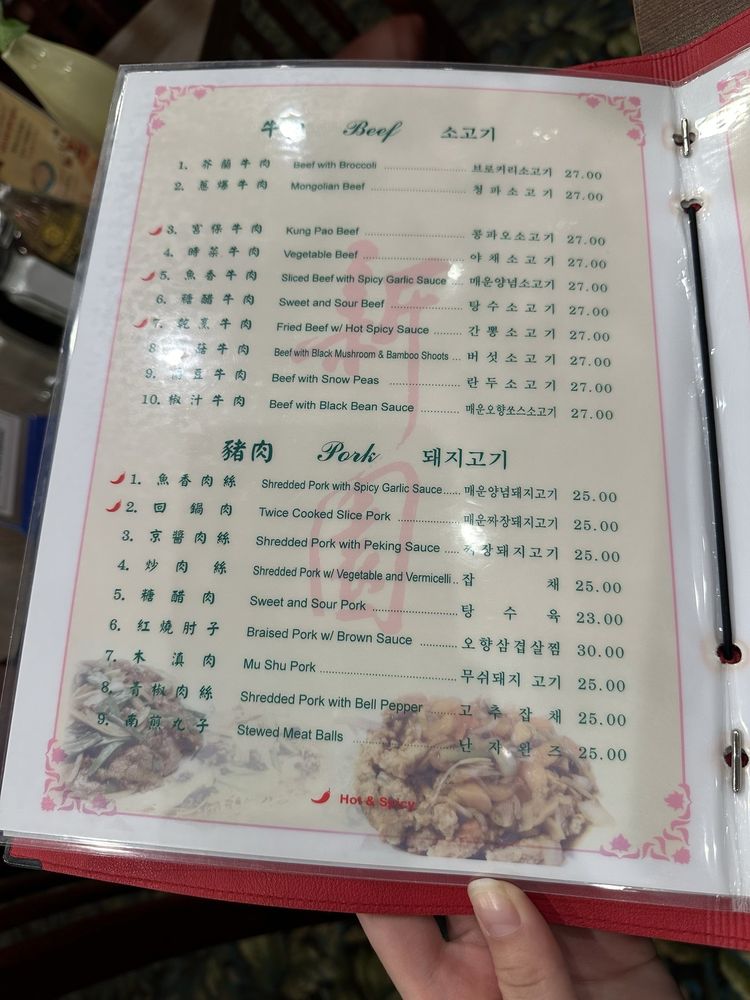 牛 Beef 소고기
1. 芥蘭牛肉 Beef with Broccoli 브로커리소고기 27.00
2. 蔥爆牛肉 Mongolian Beef 청파소고기 27.00
3. 宮保牛肉 Kung Pao Beef 콩파오소고기 27.00
4. 時菜牛肉 Vegetable Beef 야채소고기 27.00
5. 魚香牛肉 Sliced Beef with Spicy Garlic Sauce 매운양념소고기 27.00
6. 糖醋牛肉 Sweet and Sour Beef 탕수소고기 27.00
7. 乾烹牛肉 Fried Beef w/ Hot Spicy Sauce 간뽕소고기 27.00
8. 菇牛肉 Beef with Black Mushroom & Bamboo Shoots 버섯소고기 27.00
9. 豆牛肉 Beef with Snow Peas 란두소고기 27.00
10. 椒汁牛肉 Beef with Black Bean Sauce 매운오향쏘스소고기 27.00
豬肉 Pork 돼지고기
1. 魚香肉絲 Shredded Pork with Spicy Garlic Sauce 매운양념돼지고기 25.00
2. 回鍋肉 Twice Cooked Slice Pork 매운짜장돼지고기 25.00
3. 京醬肉絲 Shredded Pork with Peking Sauce 짜장돼지고기 25.00
4. 炒肉絲 Shredded Pork w/ Vegetable and Vermicelli 잡채 25.00
5. 糖醋肉 Sweet and Sour Pork 탕수육 23.00
6. 紅燒肘子 Braised Pork w/ Brown Sauce 오향삼겹살찜 30.00
7. 木滇肉 Mu Shu Pork 무쉬돼지 고기 25.00
8. 青椒肉絲 Shredded Pork with Bell Pepper 고추잡채 25.00
9. 南煎丸子 Stewed Meat Balls 난자완즈 25.00
Hot & Spicy